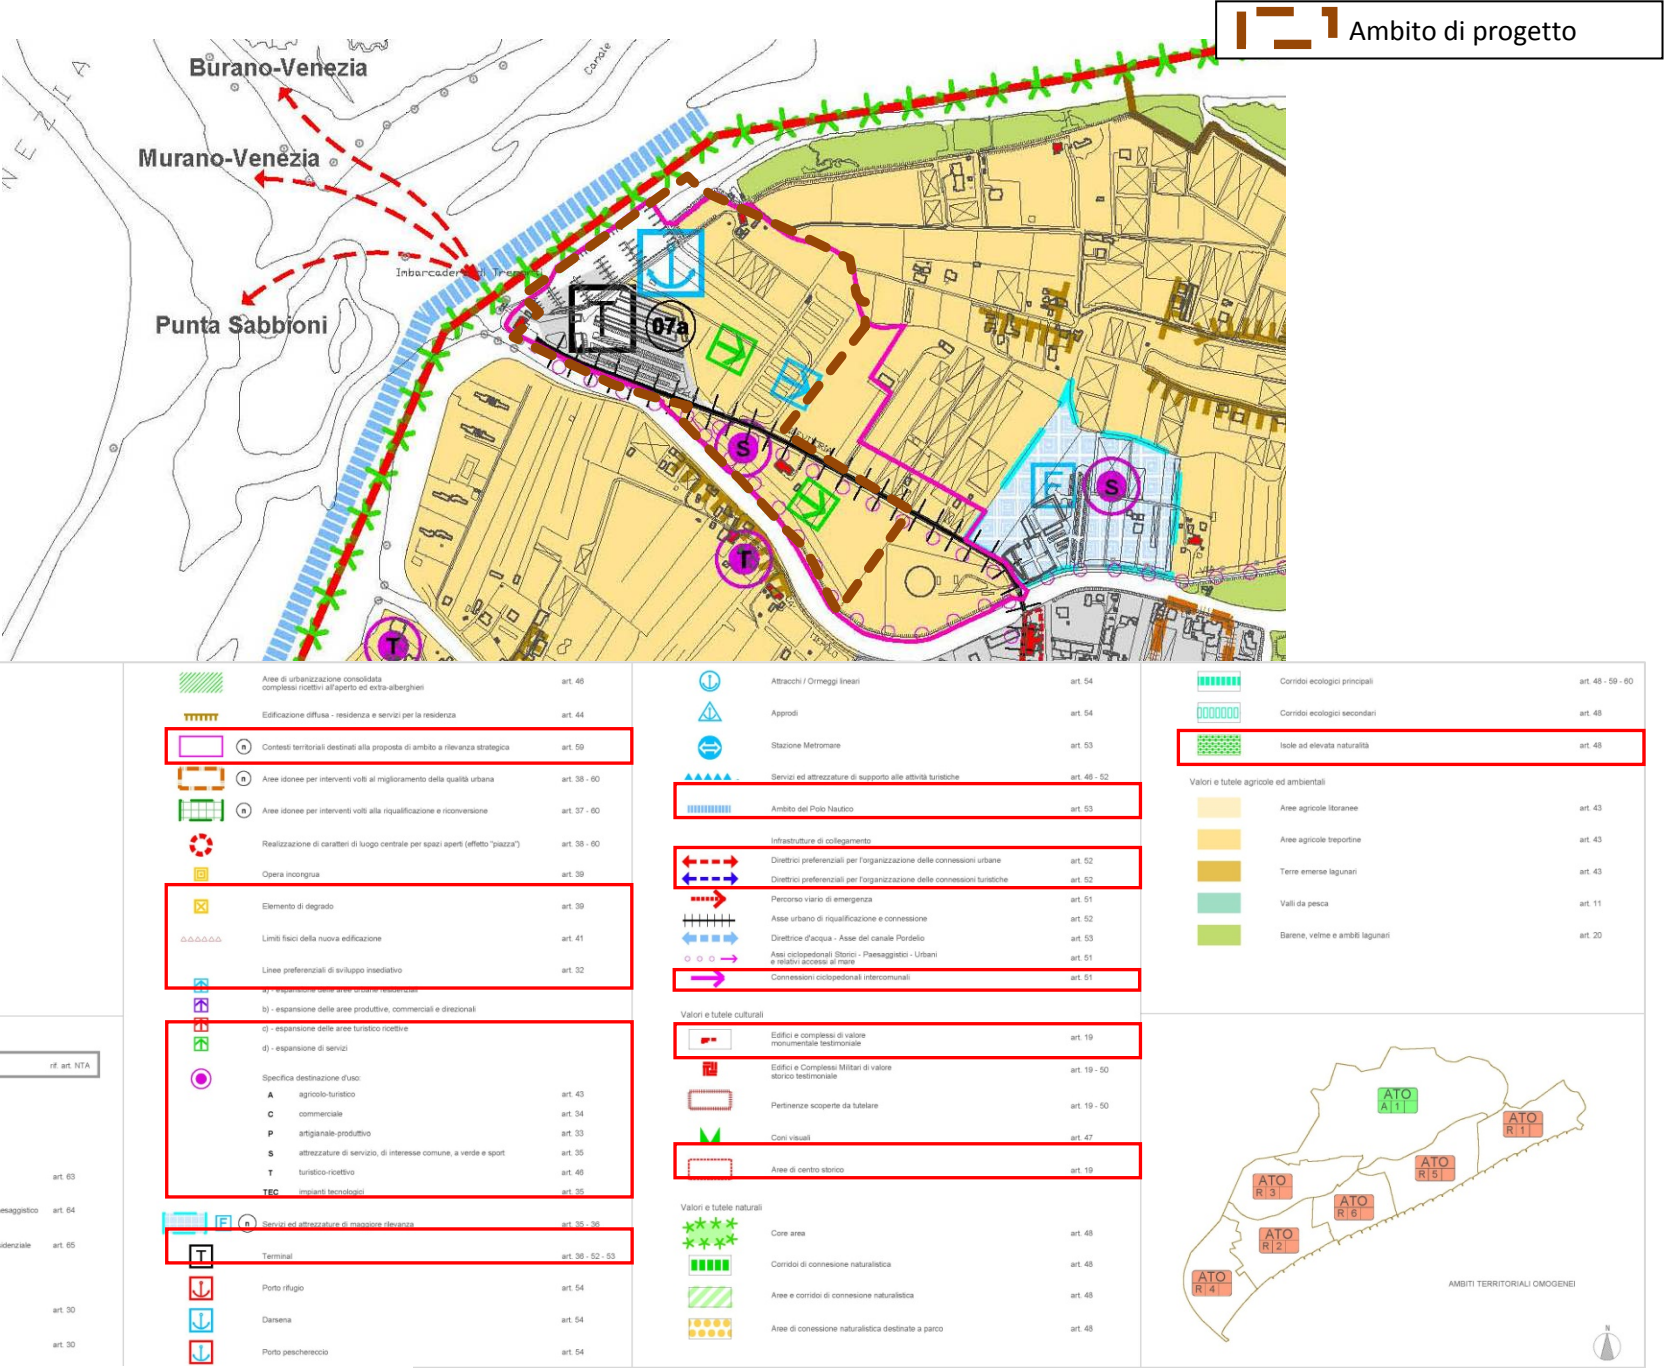 Ambito di progetto
Burano-Venezia
Canale
N E Z I A
Murano-Venezia
Imbarcadero di Treporti
Punta Sabbioni
T
07a
S
F
S
T
T
Aree di urbanizzazione consolidata
complessi ricettivi all'aperto ed extra-alberghieri
art. 46
Edificazione diffusa - residenza e servizi per la residenza art. 44
n Contesti territoriali destinati alla proposta di ambito a rilevanza strategica art. 59
n Aree idonee per interventi volti al miglioramento della qualità urbana art. 38 - 60
n Aree idonee per interventi volti alla riqualificazione e riconversione art. 37 - 60
Realizzazione di caratteri di luogo centrale per spazi aperti (effetto "piazza") art. 38 - 60
Opera incongrua art. 39
Elemento di degrado art. 39
Limiti fisici della nuova edificazione art. 41
Linee preferenziali di sviluppo insediativo art. 32
a) - espansione delle aree urbane residenziali
b) - espansione delle aree produttive, commerciali e direzionali
c) - espansione delle aree turistico ricettive
d) - espansione di servizi
Specifica destinazione d'uso:
A agricolo-turistico art. 43
C commerciale art. 34
P artigianale-produttivo art. 33
S attrezzature di servizio, di interesse comune, a verde e sport art. 35
T turistico-ricettivo art. 46
TEC impianti tecnologici art. 35
F n Servizi ed attrezzature di maggiore rilevanza art. 35 - 36
T Terminal art. 36 - 52 - 53
Porto rifugio art. 54
Darsena art. 54
Porto peschereccio art. 54
rif. art. NTA
art. 63
esaggistico art. 64
idenziale art. 65
art. 30
art. 30
Attracchi / Ormeggi lineari art. 54
Approdi art. 54
Stazione Metromare art. 53
Servizi ed attrezzature di supporto alle attività turistiche art. 46 - 52
Ambito del Polo Nautico art. 53
Infrastrutture di collegamento
Direttrici preferenziali per l'organizzazione delle connessioni urbane art. 52
Direttrici preferenziali per l'organizzazione delle connessioni turistiche art. 52
Percorso viario di emergenza art. 51
Asse urbano di riqualificazione e connessione art. 52
Direttrice d'acqua - Asse del canale Pordelio art. 53
Assi ciclopedonali Storici - Paesaggistici - Urbani
e relativi accessi al mare
art. 51
Connessioni ciclopedonali intercomunali art. 51
Valori e tutele culturali
Edifici e complessi di valore
monumentale testimoniale
art. 19
Edifici e Complessi Militari di valore
storico testimoniale
art. 19 - 50
Pertinenze scoperte da tutelare art. 19 - 50
Coni visuali art. 47
Aree di centro storico art. 19
Valori e tutele naturali
Core area art. 48
Corridoi di connesione naturalistica art. 48
Aree e corridoi di connesione naturalistica art. 48
Aree di conessione naturalistica destinate a parco art. 48
Corridoi ecologici principali art. 48 - 59 - 60
Corridoi ecologici secondari art. 48
Isole ad elevata naturalità art. 48
Valori e tutele agricole ed ambientali
Aree agricole litoranee art. 43
Aree agricole treportine art. 43
Terre emerse lagunari art. 43
Valli da pesca art. 11
Barene, velme e ambiti lagunari art. 20
ATO
A 1
ATO
R 1
ATO
R 5
ATO
R 3
ATO
R 6
ATO
R 2
ATO
R 4
AMBITI TERRITORIALI OMOGENEI
N